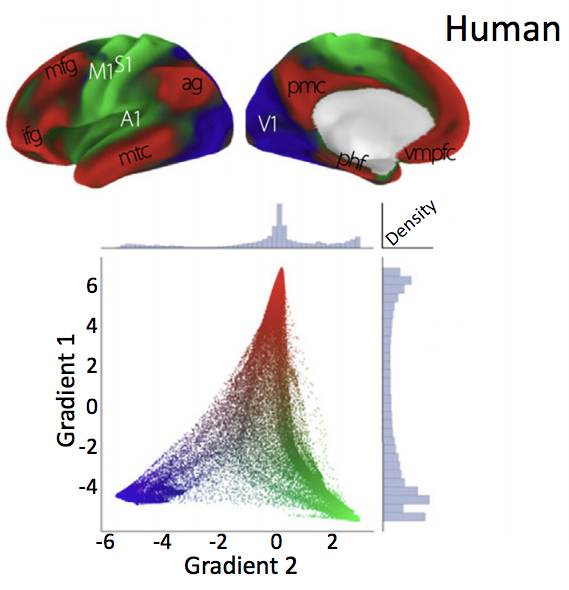 Human
mfg
M1
S1
ag
A1
ifg
mtc
pmc
V1
phf
vmpfc
Density
6
4
2
0
-2
-4
Gradient 1
-6 -4 -2 0 2
Gradient 2